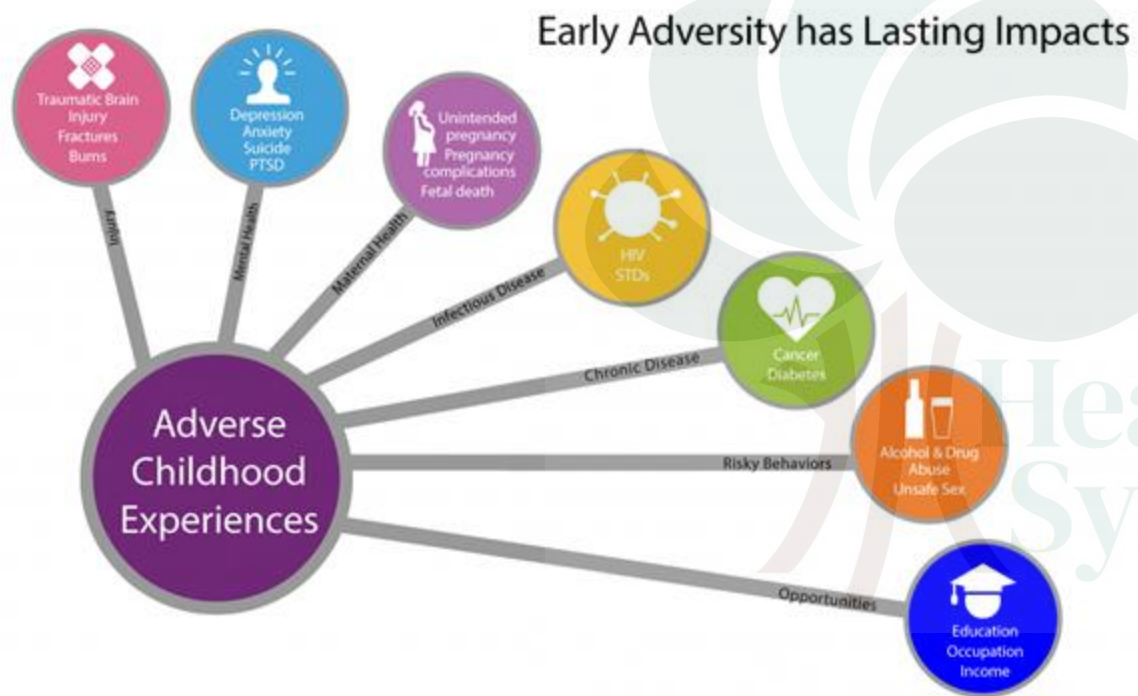 Early Adversity has Lasting Impacts
Traumatic Brain
Injury
Fractures
Burns
Depression
Anxiety
Suicide
PTSD
Unintended
pregnancy
Pregnancy
complications
Fetal death
HIV
STDs
Cancer
Diabetes
Alcohol & Drug
Abuse
Unsafe Sex
Education
Occupation
Income
Injury
Mental Health
Maternal Health
Infectious Disease
Chronic Disease
Risky Behaviors
Opportunities
Adverse
Childhood
Experiences
Hea
Sy